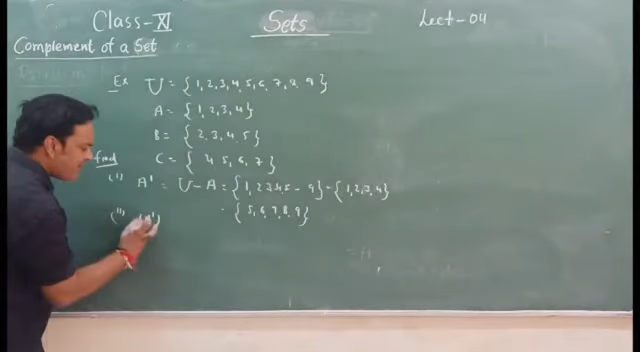 Class-XI
Sets
Lect-04
Complement of a Set
Ex U = {1, 2, 3, 4, 5, 6, 7, 8, 9}
A = {1, 2, 3, 4}
B = {2, 3, 4, 5}
find
C = {4, 5, 6, 7}
(i) A' = U - A = {1, 2, 3, 4, 5 - 9} - {1, 2, 3, 4}
= {5, 6, 7, 8, 9}
(ii)